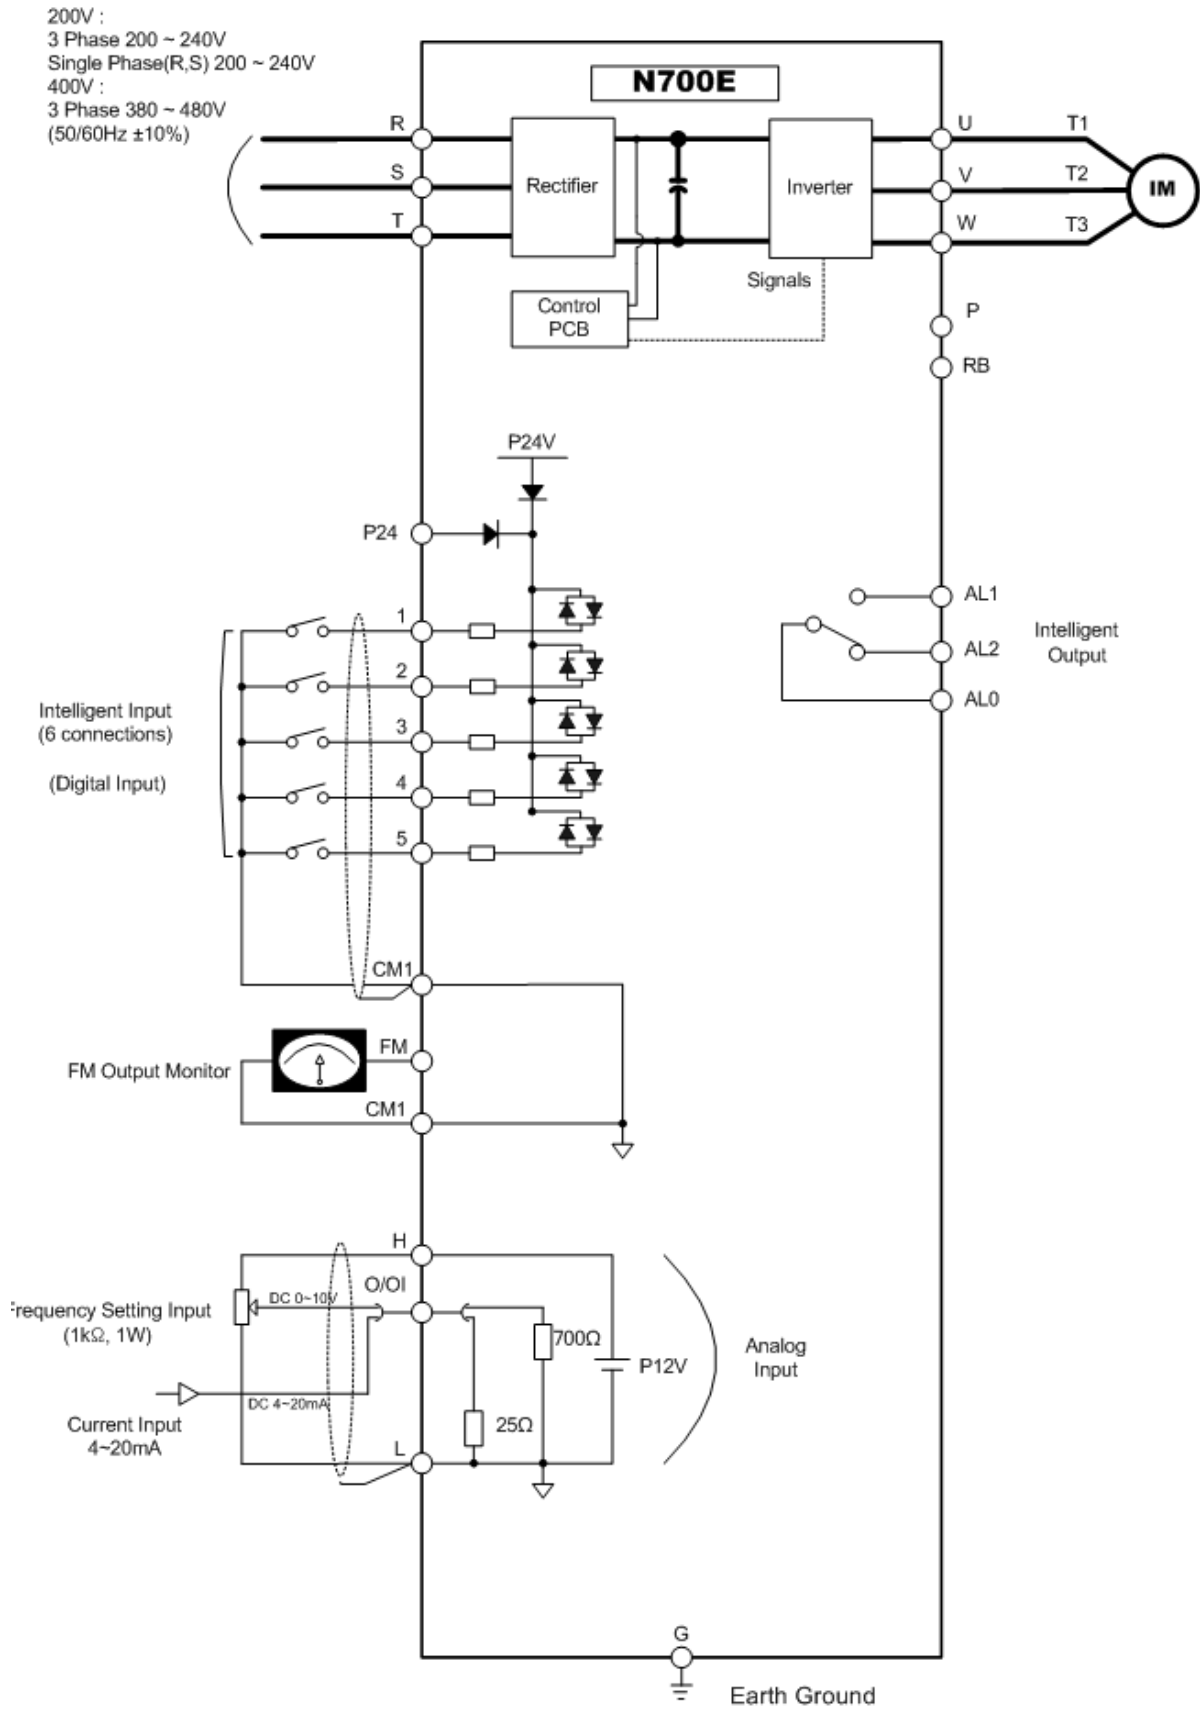 200V :
3 Phase 200 ~ 240V
Single Phase(R,S) 200 ~ 240V
400V :
3 Phase 380 ~ 480V
(50/60Hz ±10%)
N700E
R
S
T
Rectifier
Inverter
U
V
W
T1
T2
T3
IM
Signals
Control
PCB
P
RB
P24V
P24
1
2
3
4
5
Intelligent Input
(6 connections)
(Digital Input)
AL1
AL2
AL0
Intelligent
Output
CM1
FM
FM Output Monitor
CM1
H
O/OI
DC 0~10V
requency Setting Input
(1kΩ, 1W)
700Ω
P12V
Analog
Input
DC 4~20mA
Current Input
4~20mA
25Ω
L
G
Earth Ground